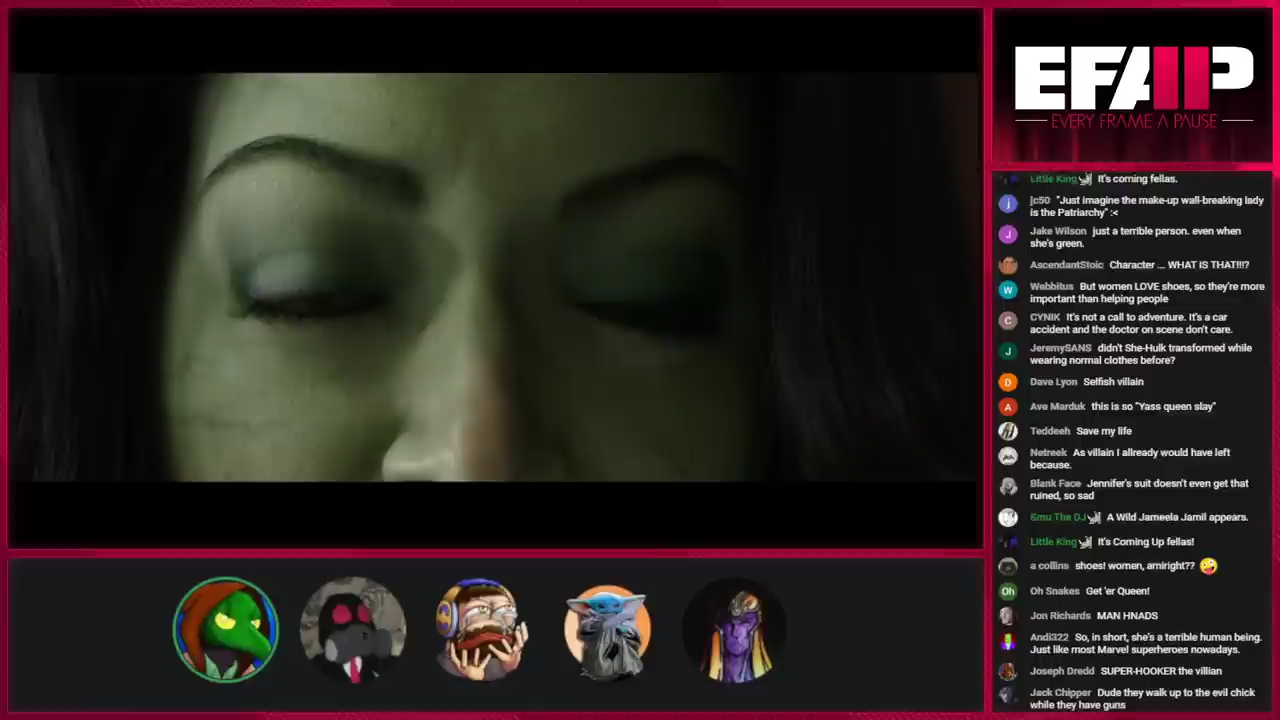 EFAP
EVERY FRAME A PAUSE
Little King It's coming fellas.
jc50 "Just imagine the make-up wall-breaking lady
is the Patriarchy" :<
Jake Wilson just a terrible person. even when
she's green.
AscendantStoic Character ... WHAT IS THAT!!!?
Webbitus But women LOVE shoes, so they're more
important than helping people
CYNIK It's not a call to adventure. It's a car
accident and the doctor on scene don't care.
JeremySANS didn't She-Hulk transformed while
wearing normal clothes before?
Dave Lyon Selfish villain
Ave Marduk this is so "Yass queen slay"
Teddeeh Save my life
Netreek As villain I allready would have left
because.
Blank Face Jennifer's suit doesn't even get that
ruined, so sad
Smu The DJ A Wild Jameela Jamil appears.
Little King It's Coming Up fellas!
a collins shoes! women, amiright??
Oh Snakes Get 'er Queen!
Jon Richards MAN HNADS
Andi322 So, in short, she's a terrible human being.
Just like most Marvel superheroes nowadays.
Joseph Dredd SUPER-HOOKER the villian
Jack Chipper Dude they walk up to the evil chick
while they have guns